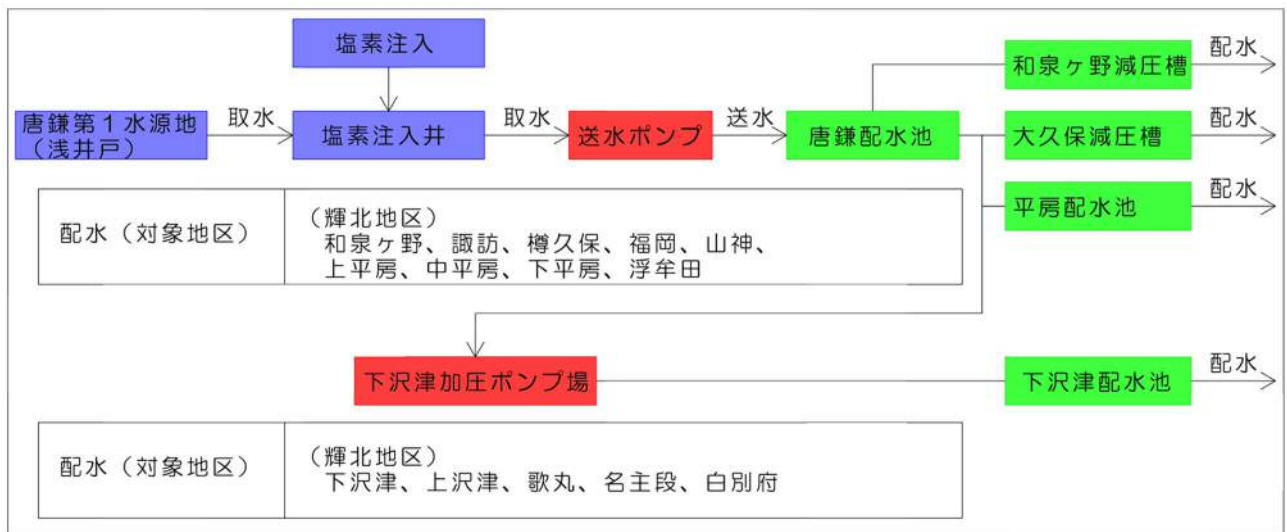 塩素注入
配水
和泉ヶ野減圧槽
唐鎌第1水源地
（浅井戸）
取水
塩素注入井
取水
送水ポンプ
送水
唐鎌配水池
大久保減圧槽
配水
平房配水池
配水
配水（対象地区）
（輝北地区）
和泉ヶ野、諏訪、樽久保、福岡、山神、
上平房、中平房、下平房、浮牟田
下沢津加圧ポンプ場
下沢津配水池
配水
配水（対象地区）
（輝北地区）
下沢津、上沢津、歌丸、名主段、白別府